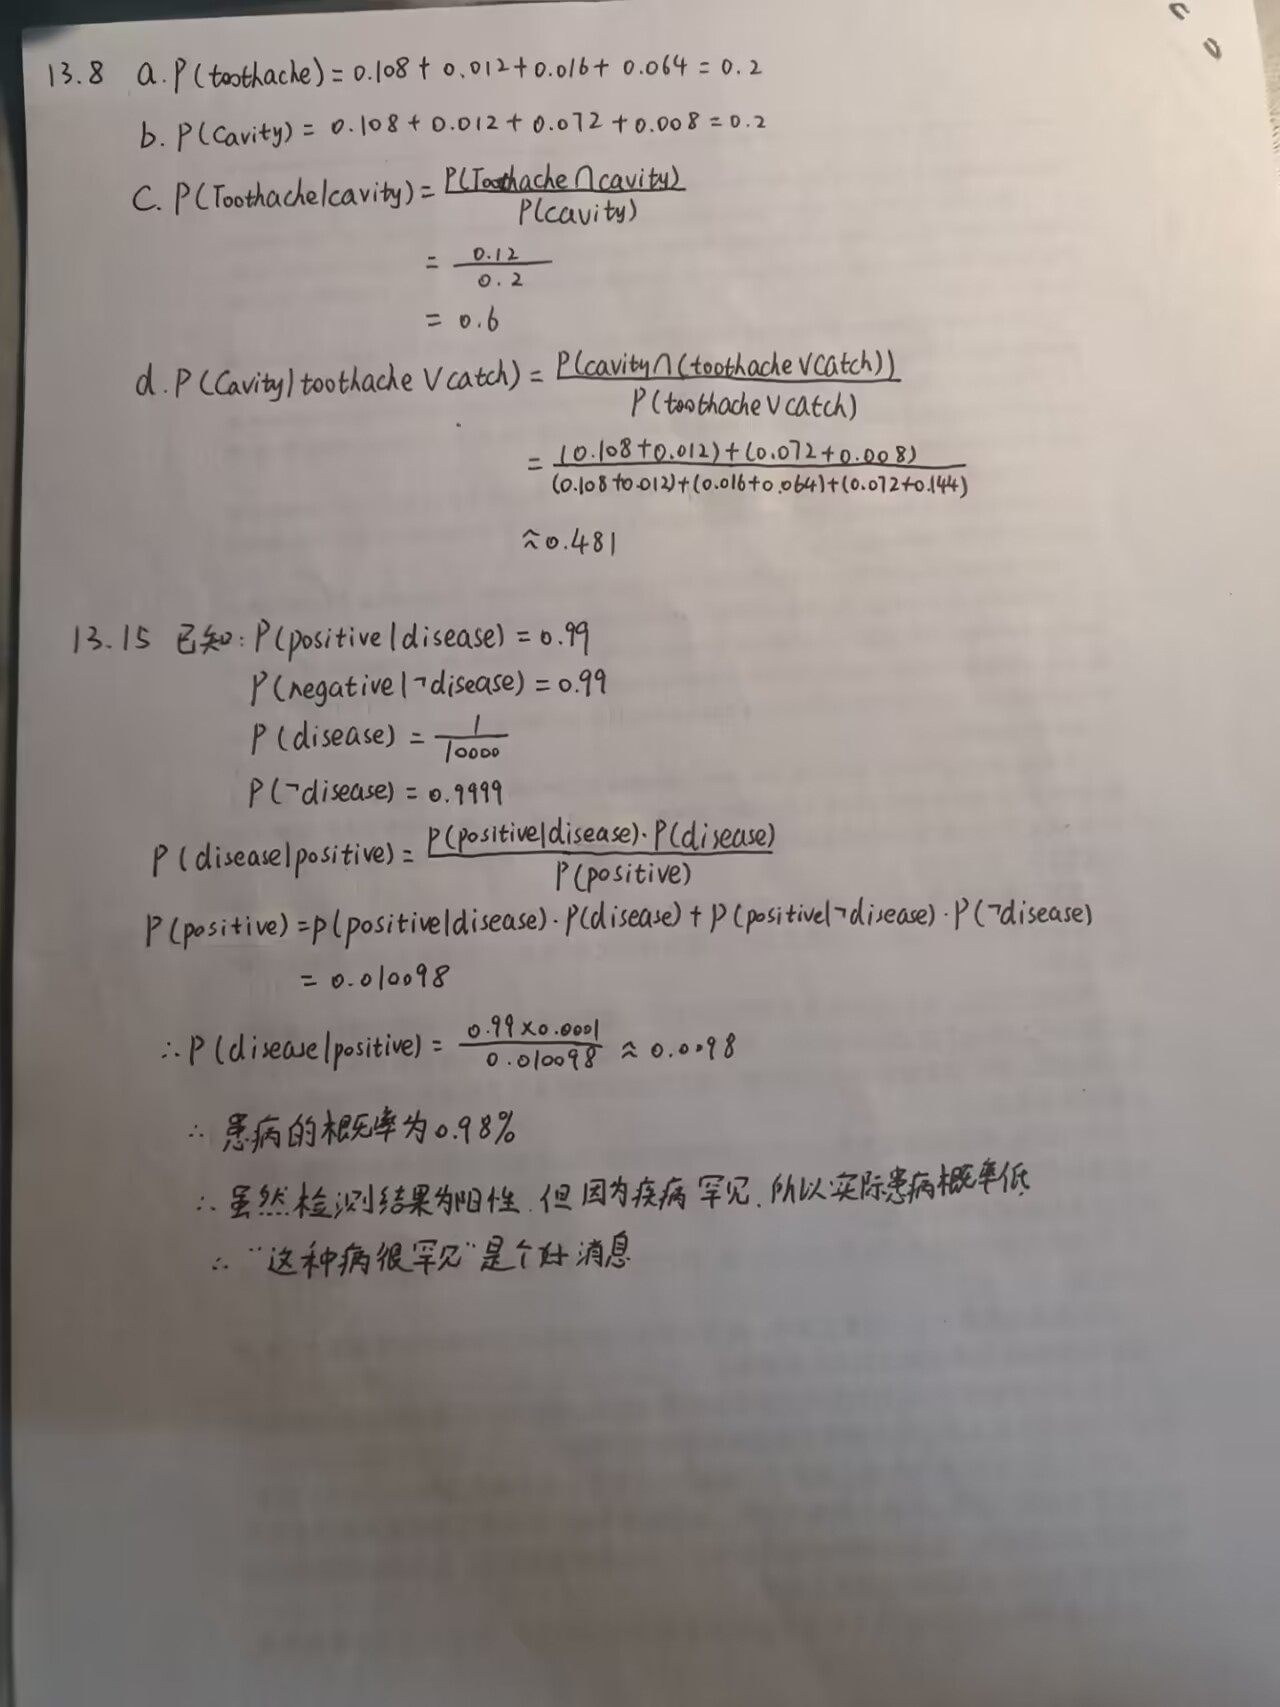 13.8 a. P(toothache) = 0.108 + 0.012 + 0.016 + 0.064 = 0.2
b. P(Cavity) = 0.108 + 0.012 + 0.072 + 0.008 = 0.2
C. P(Toothache|cavity) = P(Toothache∩cavity) / P(cavity)
= 0.12 / 0.2
= 0.6
d. P(Cavity|toothache ∨ catch) = P(cavity∩(toothache ∨ catch)) / P(toothache ∨ catch)
= (0.108+0.012)+(0.072+0.008) / (0.108+0.012)+(0.016+0.064)+(0.072+0.144)
≈0.481
13.15 已知: P(positive|disease) = 0.99
P(negative|¬disease) = 0.99
P(disease) = 1 / 10000
P(¬disease) = 0.9999
P(disease|positive) = P(positive|disease)·P(disease) / P(positive)
P(positive) = P(positive|disease)·P(disease) + P(positive|¬disease)·P(¬disease)
= 0.010098
∴ P(disease|positive) = 0.99×0.0001 / 0.010098 ≈ 0.0098
∴ 患病的概率为0.98%
∴ 虽然检测结果为阳性,但因为疾病罕见,所以实际患病概率低
∴ "这种病很罕见"是个好消息